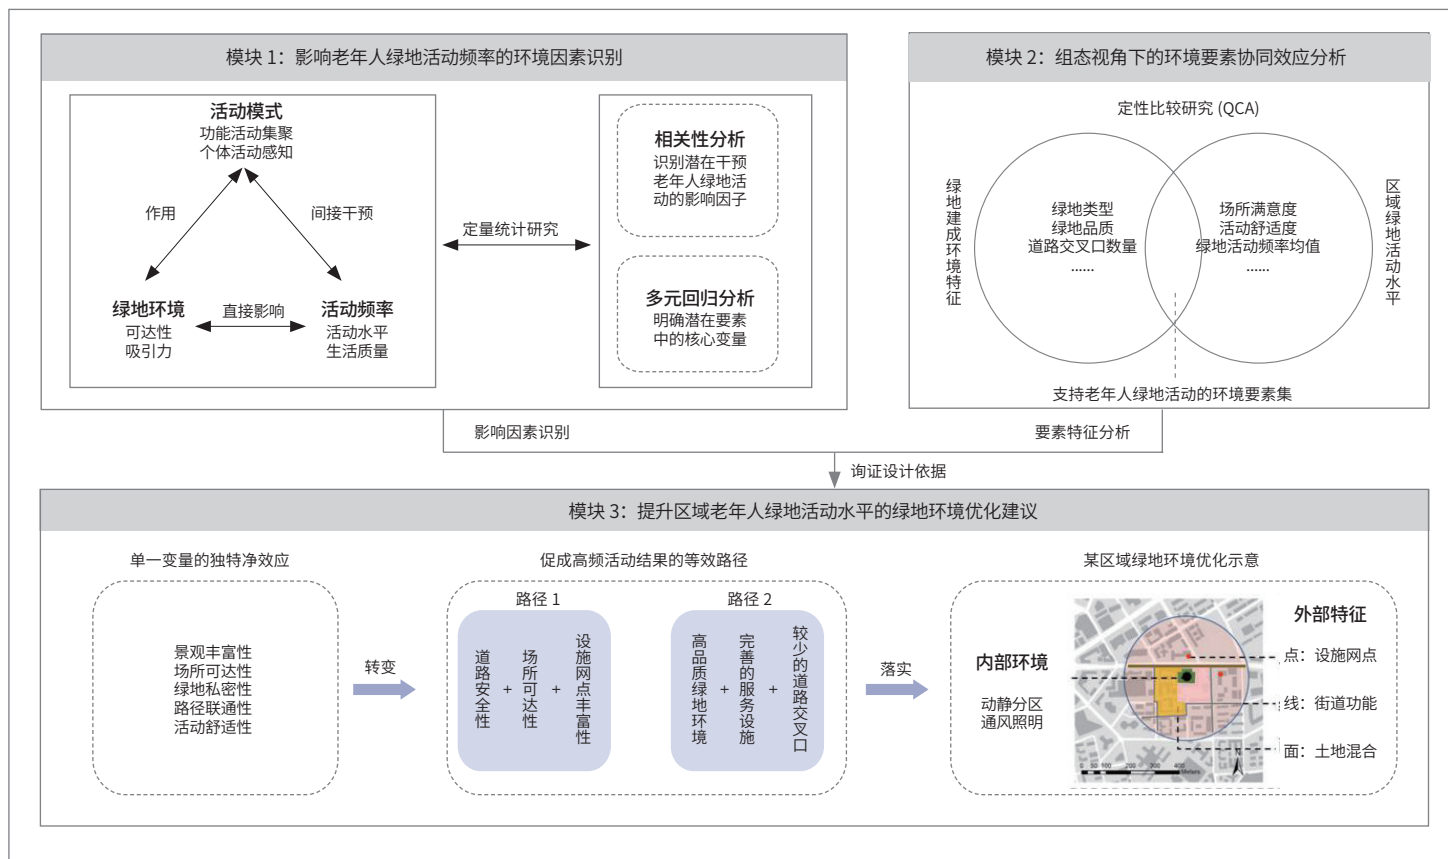 模块 1：影响老年人绿地活动频率的环境因素识别
活动模式
功能活动集聚
个体活动感知
作用
间接干预
绿地环境
可达性
吸引力
直接影响
活动频率
活动水平
生活质量
定量统计研究
相关性分析
识别潜在干预
老年人绿地活
动的影响因子
多元回归分析
明确潜在要素
中的核心变量
模块 2：组态视角下的环境要素协同效应分析
定性比较研究 (QCA)
绿地建成环境特征
绿地类型
绿地品质
道路交叉口数量
……
场所满意度
活动舒适度
绿地活动频率均值
……
区域绿地活动水平
支持老年人绿地活动的环境要素集
影响因素识别
要素特征分析
询证设计依据
模块 3：提升区域老年人绿地活动水平的绿地环境优化建议
单一变量的独特净效应
景观丰富性
场所可达性
绿地私密性
路径联通性
活动舒适性
转变
促成高频活动结果的等效路径
路径 1
道路安全性
+
场所可达性
+
设施网点丰富性
路径 2
高品质绿地环境
+
完善的服务设施
+
较少的道路交叉口
落实
某区域绿地环境优化示意
内部环境
动静分区
通风照明
外部特征
点：设施网点
线：街道功能
面：土地混合
0 50 100 200 300 400
Meters
N